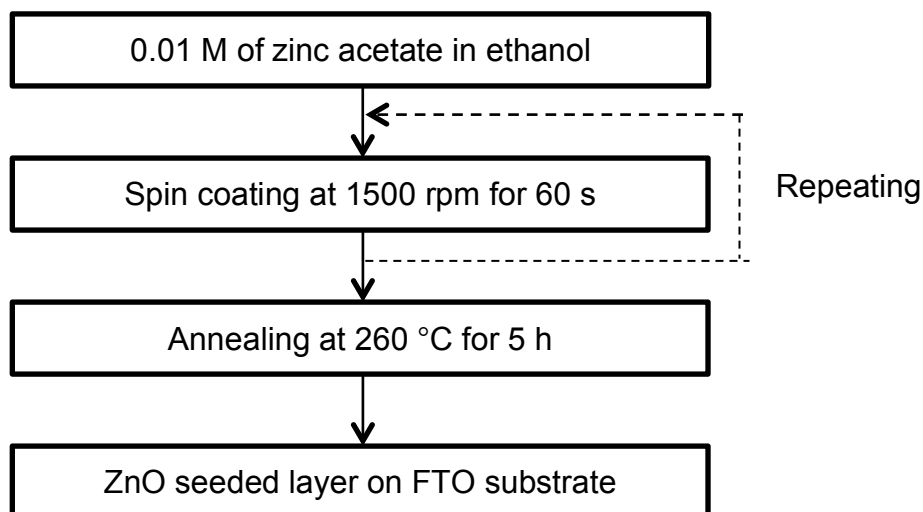 0.01 M of zinc acetate in ethanol
Spin coating at 1500 rpm for 60 s
Repeating
Annealing at 260 °C for 5 h
ZnO seeded layer on FTO substrate